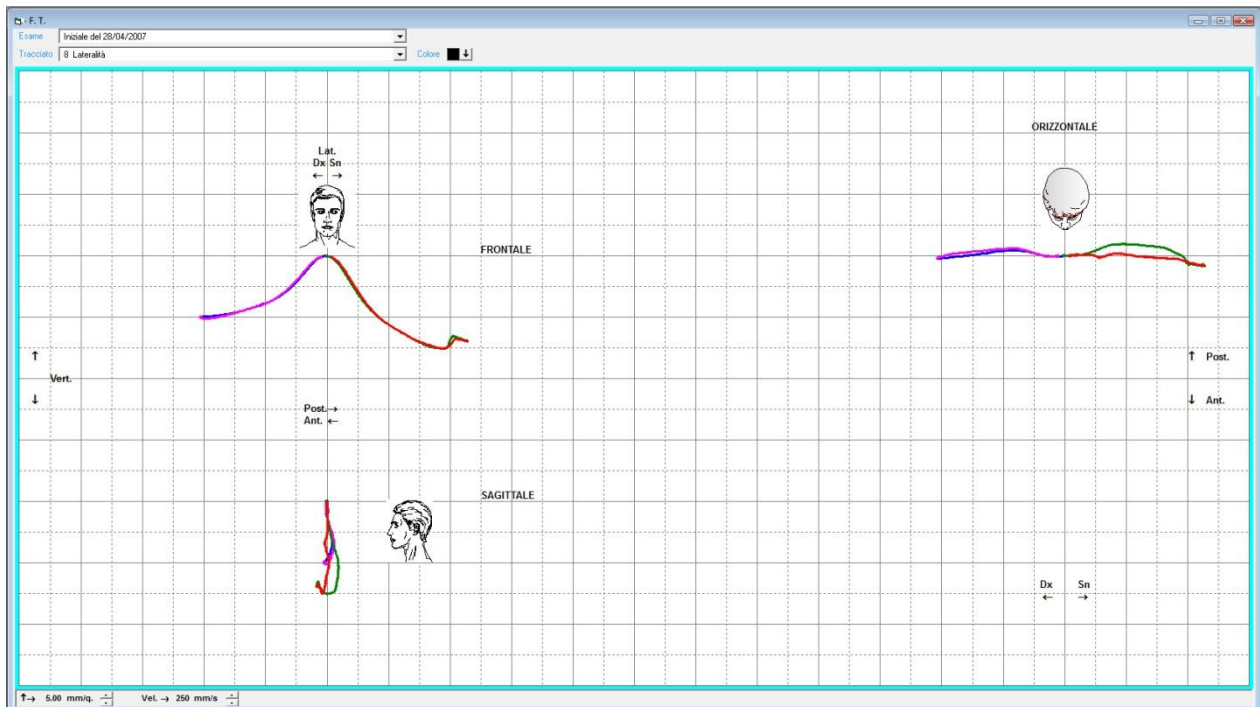 F. T.
Esame Iniziale del 28/04/2007
Tracciato 8 Lateralità Colore
ORIZZONTALE
Lat.
Dx Sn
← →
FRONTALE
↑
Vert.
↓
↑ Post.
↓ Ant.
Post.→
Ant. ←
SAGITTALE
Dx Sn
← →
↑→ 5.00 mm/q. Vel. → 250 mm/s